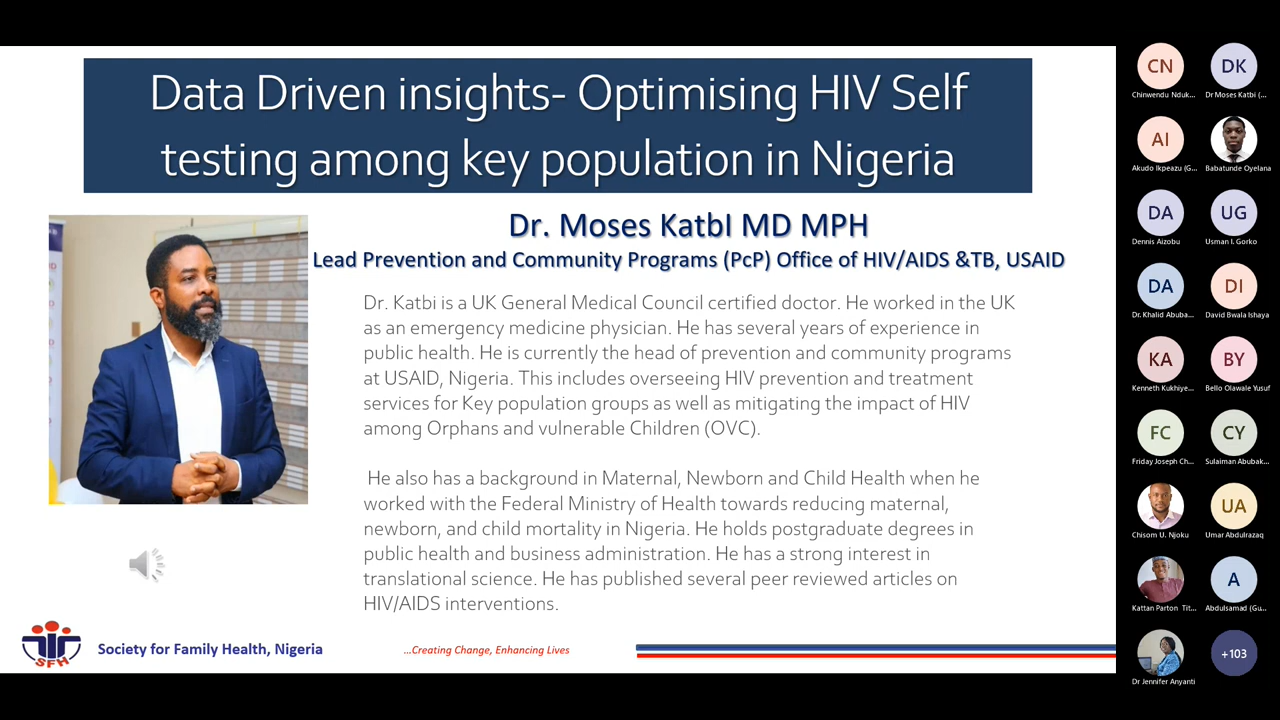 Data Driven insights- Optimising HIV Self
testing among key population in Nigeria
Dr. Moses KatbI MD MPH
Lead Prevention and Community Programs (PcP) Office of HIV/AIDS &TB, USAID
Dr. Katbi is a UK General Medical Council certified doctor. He worked in the UK
as an emergency medicine physician. He has several years of experience in
public health. He is currently the head of prevention and community programs
at USAID, Nigeria. This includes overseeing HIV prevention and treatment
services for Key population groups as well as mitigating the impact of HIV
among Orphans and vulnerable Children (OVC).
He also has a background in Maternal, Newborn and Child Health when he
worked with the Federal Ministry of Health towards reducing maternal,
newborn, and child mortality in Nigeria. He holds postgraduate degrees in
public health and business administration. He has a strong interest in
translational science. He has published several peer reviewed articles on
HIV/AIDS interventions.
SFH
Society for Family Health, Nigeria
...Creating Change, Enhancing Lives
CN
DK
Chinwendu Nduk...
Dr Moses Katbi (...
AI
Akudo Ikpeazu (G...
Babatunde Oyelana
DA
UG
Dennis Aizobu
Usman I. Gorko
DA
DI
Dr. Khalid Abuba...
David Bwala Ishaya
KA
BY
Kenneth Kukhiye...
Bello Olawale Yusuf
FC
CY
Friday Joseph Ch...
Sulaiman Abubak...
UA
Chisom U. Njoku
Umar Abdulrazaq
A
Kattan Parton Tit...
Abdulsamad (Gu...
+103
Dr Jennifer Anyanti